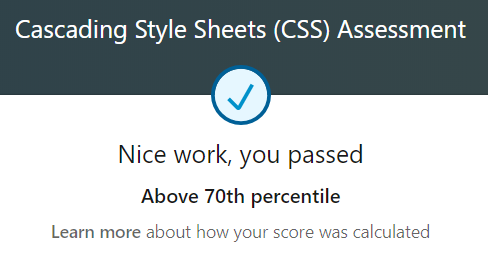 Cascading Style Sheets (CSS) Assessment
Nice work, you passed
Above 70th percentile
Learn more about how your score was calculated